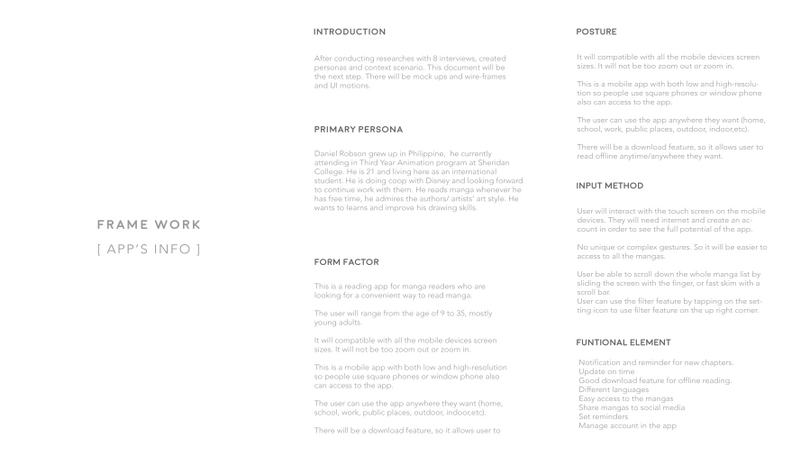 FRAME WORK
[ APP'S INFO ]
INTRODUCTION
After conducting researches with 8 interviews, created
personas and context scenario. This document will be
the next step. There will be mock ups and wire-frames
and UI motions.
PRIMARY PERSONA
Daniel Robson grew up in Philippine, he currently
attending in Third Year Animation program at Sheridan
College. He is 21 and living here as an international
student. He is doing coop with Disney and looking forward
to continue work with them. He reads manga whenever he
has free time, he admires the authors/ artists' art style. He
wants to learns and improve his drawing skills.
FORM FACTOR
This is a reading app for manga readers who are
looking for a convenient way to read manga.
The user will range from the age of 9 to 35, mostly
young adults.
It will compatible with all the mobile devices screen
sizes. It will not be too zoom out or zoom in.
This is a mobile app with both low and high-resolution
so people use square phones or window phone also
can access to the app.
The user can use the app anywhere they want (home,
school, work, public places, outdoor, indoor,etc).
There will be a download feature, so it allows user to
POSTURE
It will compatible with all the mobile devices screen
sizes. It will not be too zoom out or zoom in.
This is a mobile app with both low and high-resolu-
tion so people use square phones or window phone
also can access to the app.
The user can use the app anywhere they want (home,
school, work, public places, outdoor, indoor,etc).
There will be a download feature, so it allows user to
read offline anytime/anywhere they want.
INPUT METHOD
User will interact with the touch screen on the mobile
devices. They will need internet and create an ac-
count in order to see the full potential of the app.
No unique or complex gestures. So it will be easier to
access to all the mangas.
User be able to scroll down the whole manga list by
sliding the screen with the finger, or fast skim with a
scroll bar.
User can use the filter feature by tapping on the set-
ting icon to use filter feature on the up right corner.
FUNTIONAL ELEMENT
Notification and reminder for new chapters.
Update on time
Good download feature for offline reading.
Different languages
Easy access to the mangas
Share mangas to social media
Set reminders
Manage account in the app